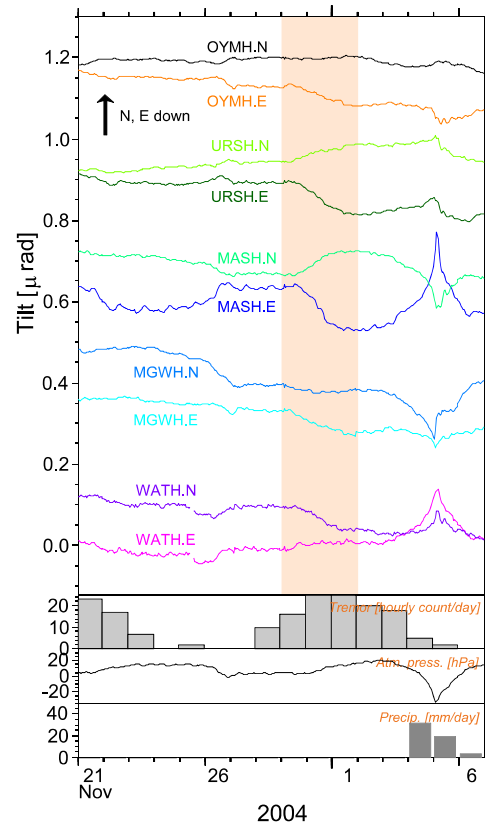 1.2
1.0
0.8
0.6
0.4
0.2
0.0
Tilt [μ rad]
OYMH.N
OYMH.E
N, E down
URSH.N
URSH.E
MASH.N
MASH.E
MGWH.N
MGWH.E
WATH.N
WATH.E
20
10
0
Tremor [hourly count/day]
20
0
−20
Atm. press. [hPa]
40
20
0
Precip. [mm/day]
21 26 1 6
Nov
2004